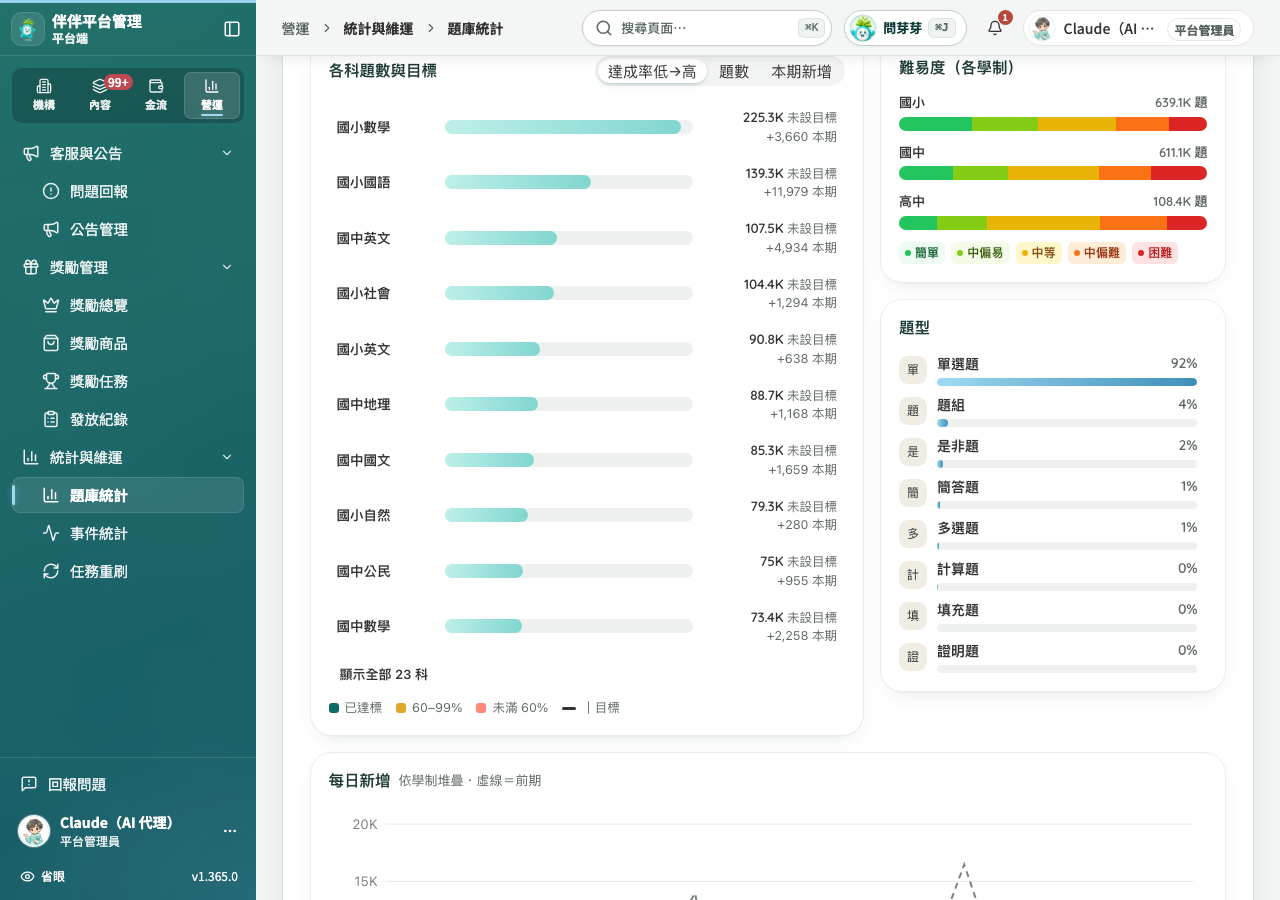 伴伴平台管理
平台端
機構
內容
99+
金流
營運
客服與公告
問題回報
公告管理
獎勵管理
獎勵總覽
獎勵商品
獎勵任務
發放紀錄
統計與維運
題庫統計
事件統計
任務重刷
回報問題
Claude（AI 代理）
平台管理員
省眼
v1.365.0
營運
統計與維運
題庫統計
搜尋頁面…
⌘K
問芽芽
⌘J
1
Claude（AI …
平台管理員
各科題數與目標
達成率低→高
題數
本期新增
國小數學
225.3K 未設目標
+3,660 本期
國小國語
139.3K 未設目標
+11,979 本期
國中英文
107.5K 未設目標
+4,934 本期
國小社會
104.4K 未設目標
+1,294 本期
國小英文
90.8K 未設目標
+638 本期
國中地理
88.7K 未設目標
+1,168 本期
國中國文
85.3K 未設目標
+1,659 本期
國小自然
79.3K 未設目標
+280 本期
國中公民
75K 未設目標
+955 本期
國中數學
73.4K 未設目標
+2,258 本期
顯示全部 23 科
已達標
60–99%
未滿 60%
｜目標
難易度（各學制）
國小
639.1K 題
國中
611.1K 題
高中
108.4K 題
簡單
中偏易
中等
中偏難
困難
題型
單
單選題
92%
題
題組
4%
是
是非題
2%
簡
簡答題
1%
多
多選題
1%
計
計算題
0%
填
填充題
0%
證
證明題
0%
每日新增
依學制堆疊 · 虛線＝前期
20K
15K